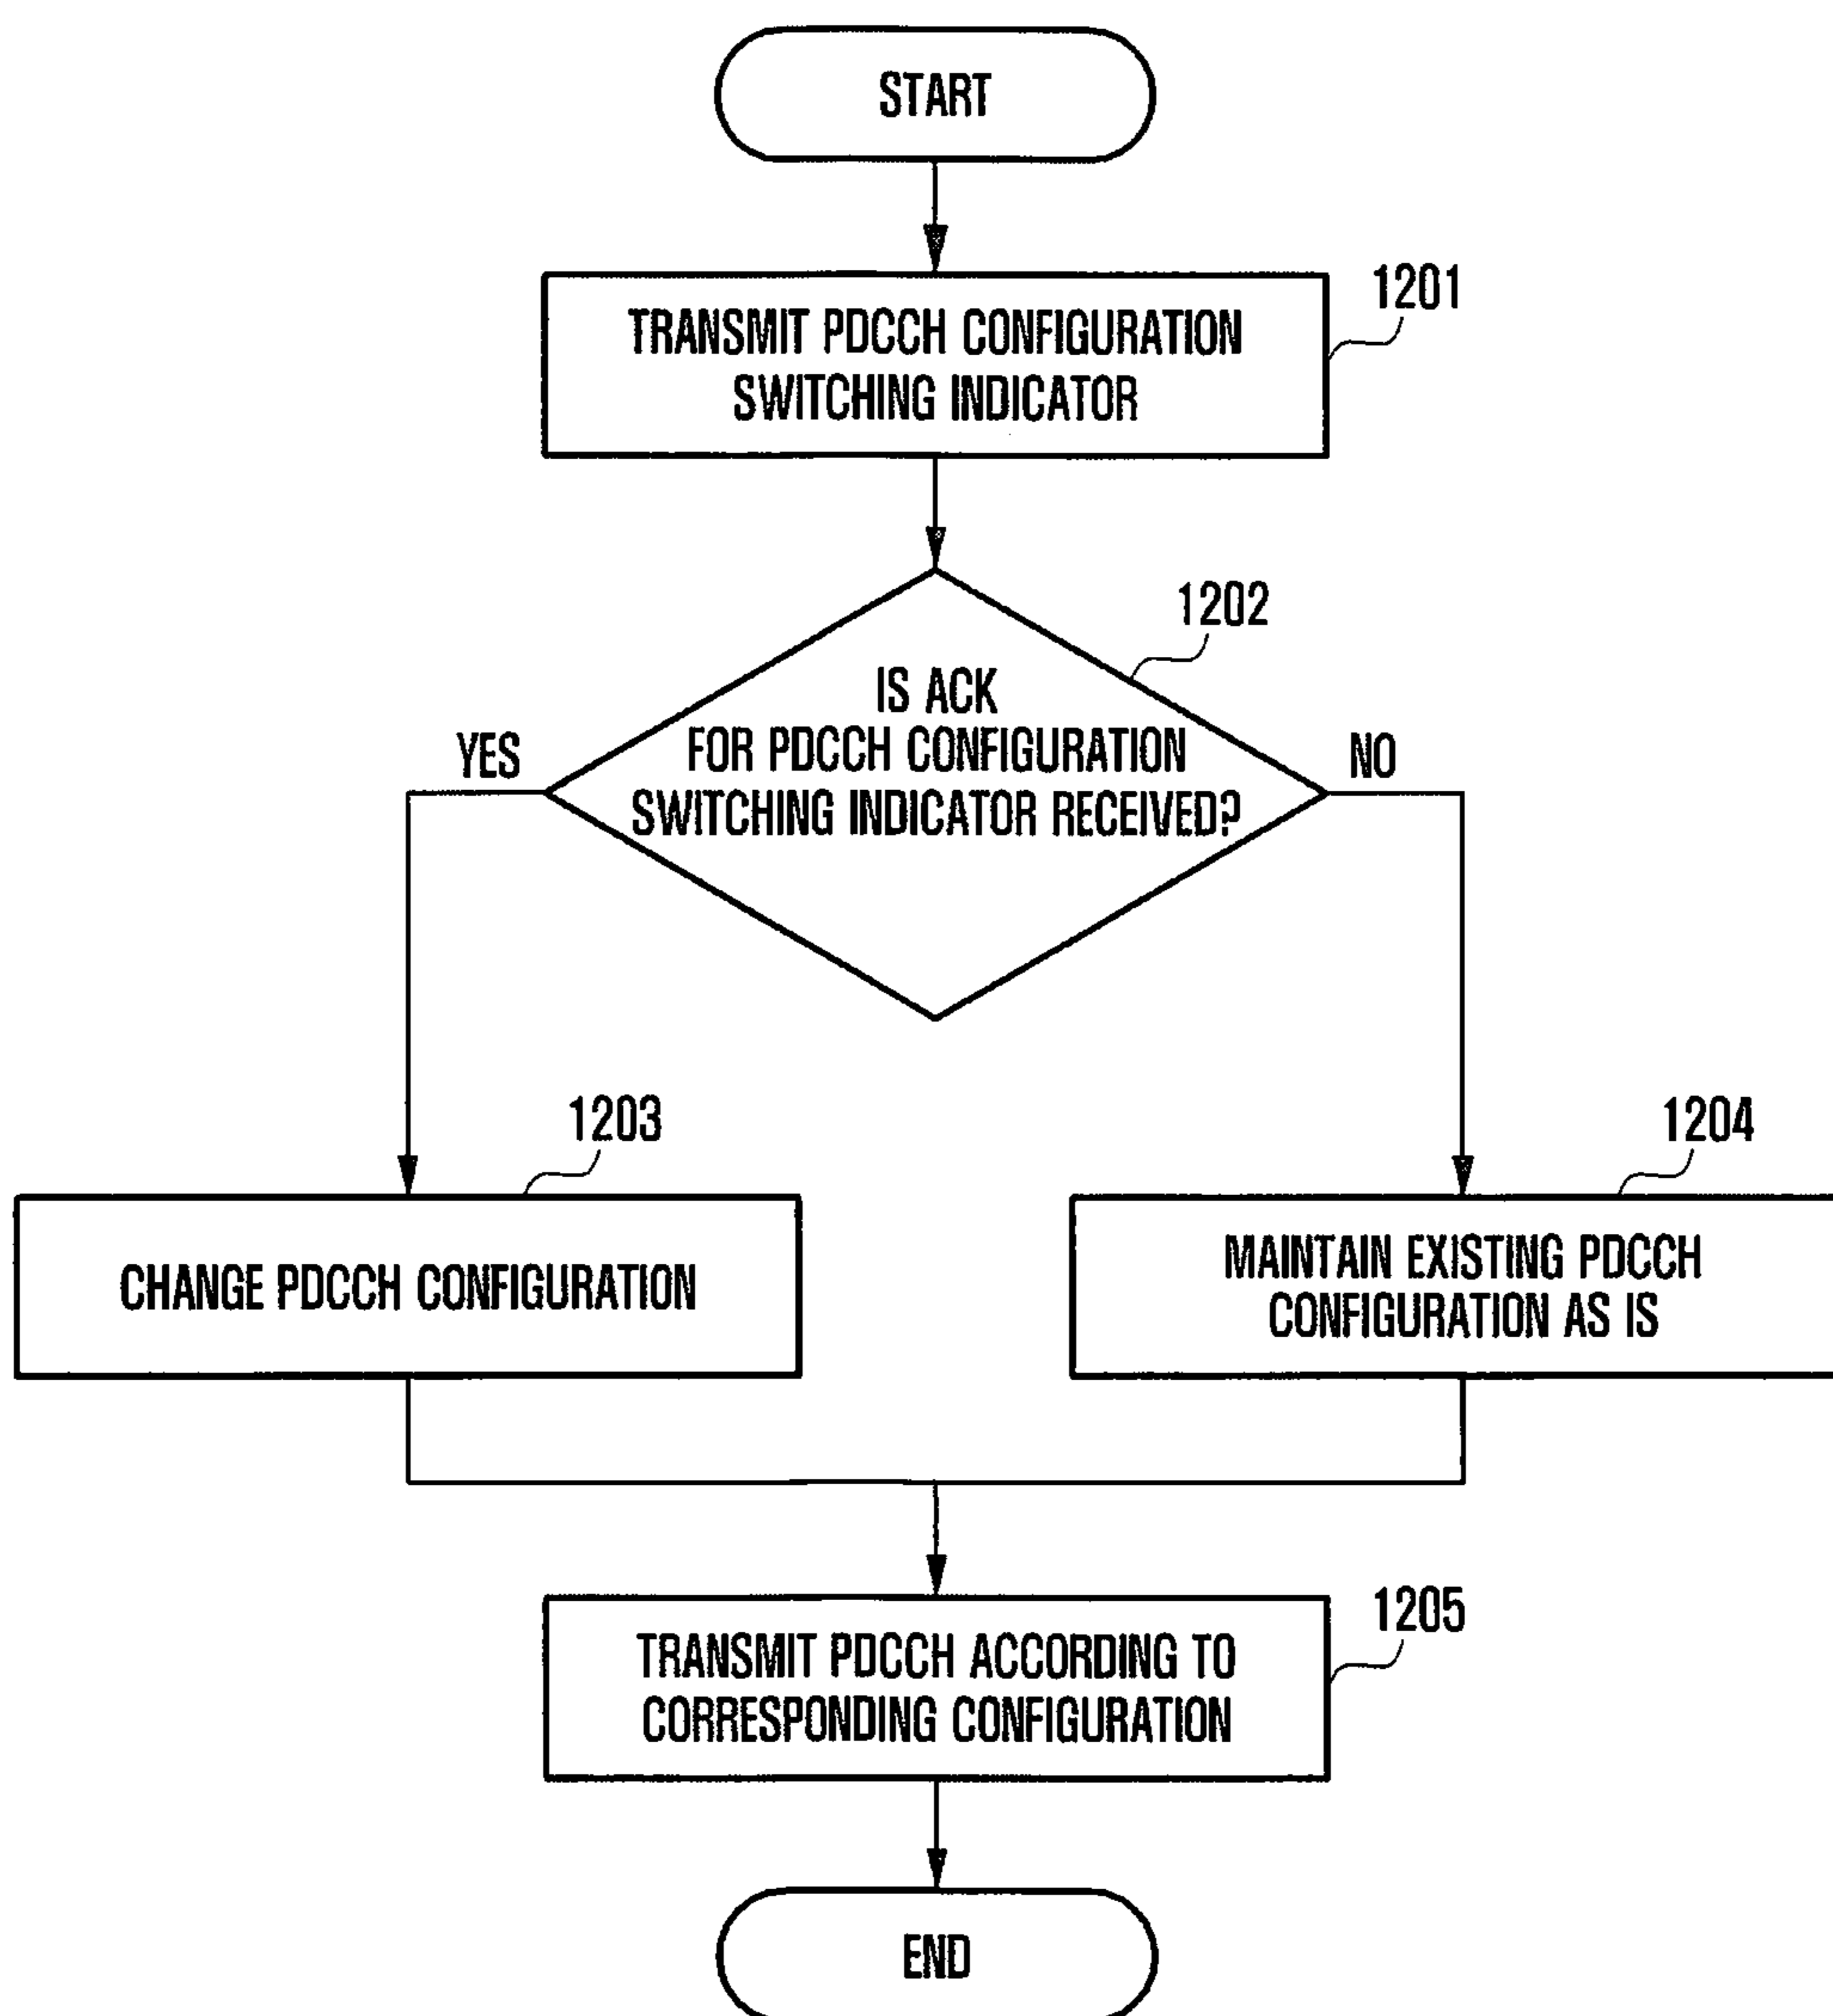 START
1201
TRANSMIT PDCCH CONFIGURATION
SWITCHING INDICATOR
1202
IS ACK
FOR PDCCH CONFIGURATION
SWITCHING INDICATOR RECEIVED?
YES
NO
1203
1204
CHANGE PDCCH CONFIGURATION
MAINTAIN EXISTING PDCCH
CONFIGURATION AS IS
1205
TRANSMIT PDCCH ACCORDING TO
CORRESPONDING CONFIGURATION
END